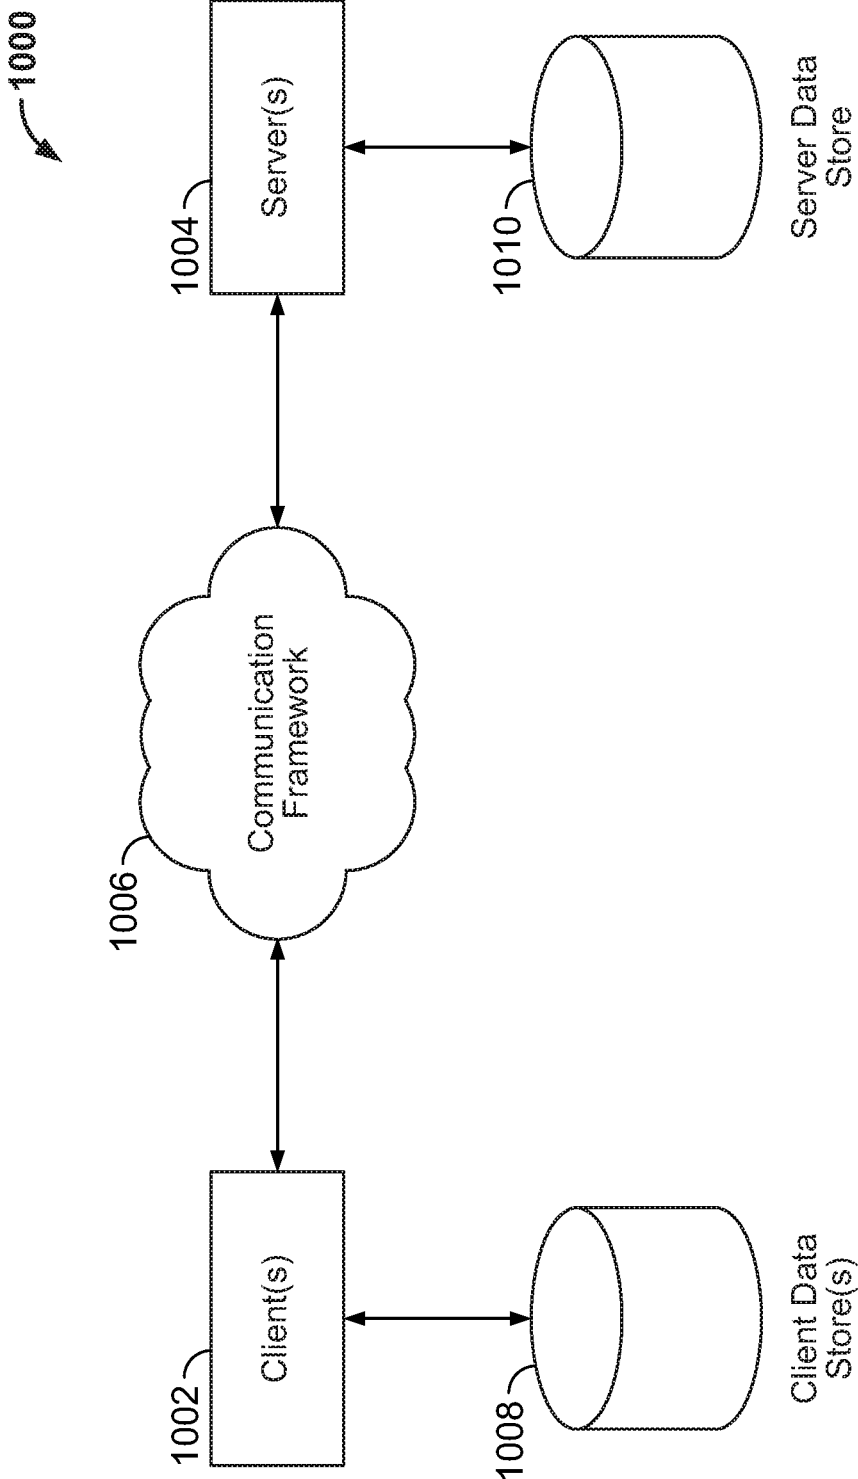 1000
1002
Client(s)
1006
Communication
Framework
1004
Server(s)
1008
Client Data
Store(s)
1010
Server Data
Store